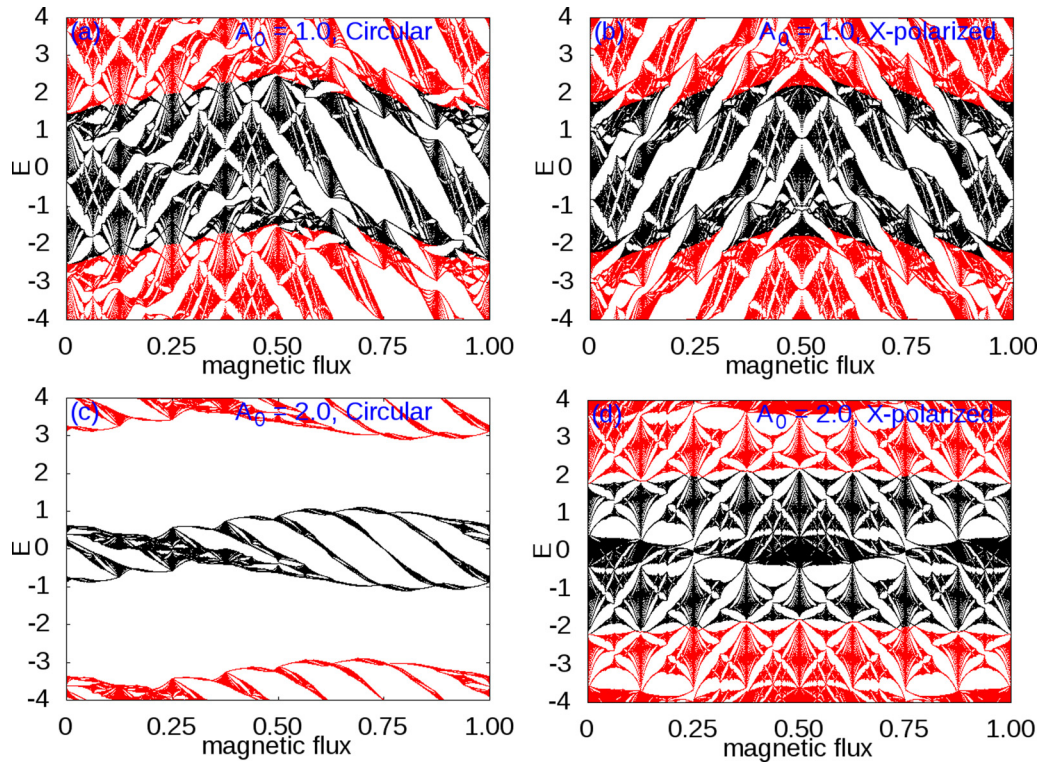 (a) A0 = 1.0, Circular
4
3
2
1
0
-1
-2
-3
-4
E
0 0.25 0.50 0.75 1.00
magnetic flux
(b) A0 = 1.0, X-polarized
4
3
2
1
0
-1
-2
-3
-4
E
0 0.25 0.50 0.75 1.00
magnetic flux
(c) A0 = 2.0, Circular
4
3
2
1
0
-1
-2
-3
-4
E
0 0.25 0.50 0.75 1.00
magnetic flux
(d) A0 = 2.0, X-polarized
4
3
2
1
0
-1
-2
-3
-4
E
0 0.25 0.50 0.75 1.00
magnetic flux